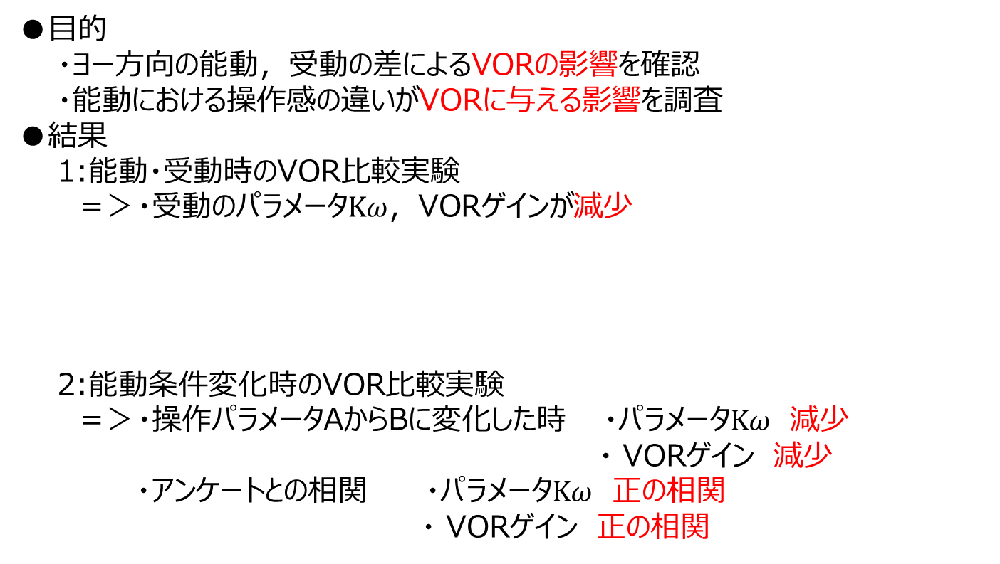 ●目的
・ヨー方向の能動，受動の差によるVORの影響を確認
・能動における操作感の違いがVORに与える影響を調査
●結果
1:能動・受動時のVOR比較実験
＝＞・受動のパラメータKω，VORゲインが減少
2:能動条件変化時のVOR比較実験
＝＞・操作パラメータAからBに変化した時 ・パラメータKω 減少
・ VORゲイン 減少
・アンケートとの相関 ・パラメータKω 正の相関
・ VORゲイン 正の相関